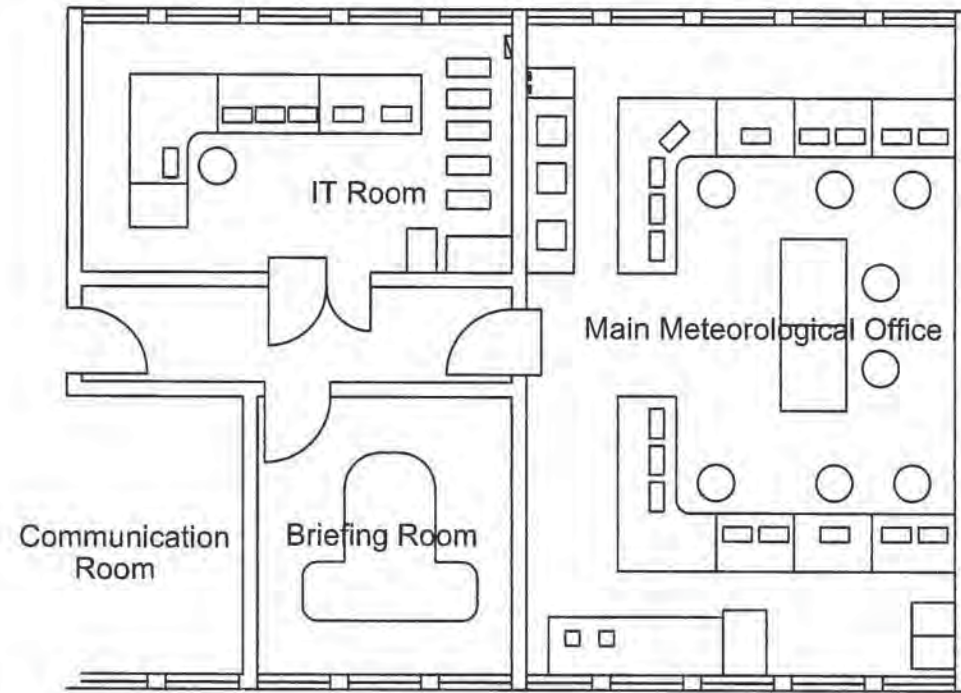 IT Room
Main Meteorological Office
Communication
Room
Briefing Room